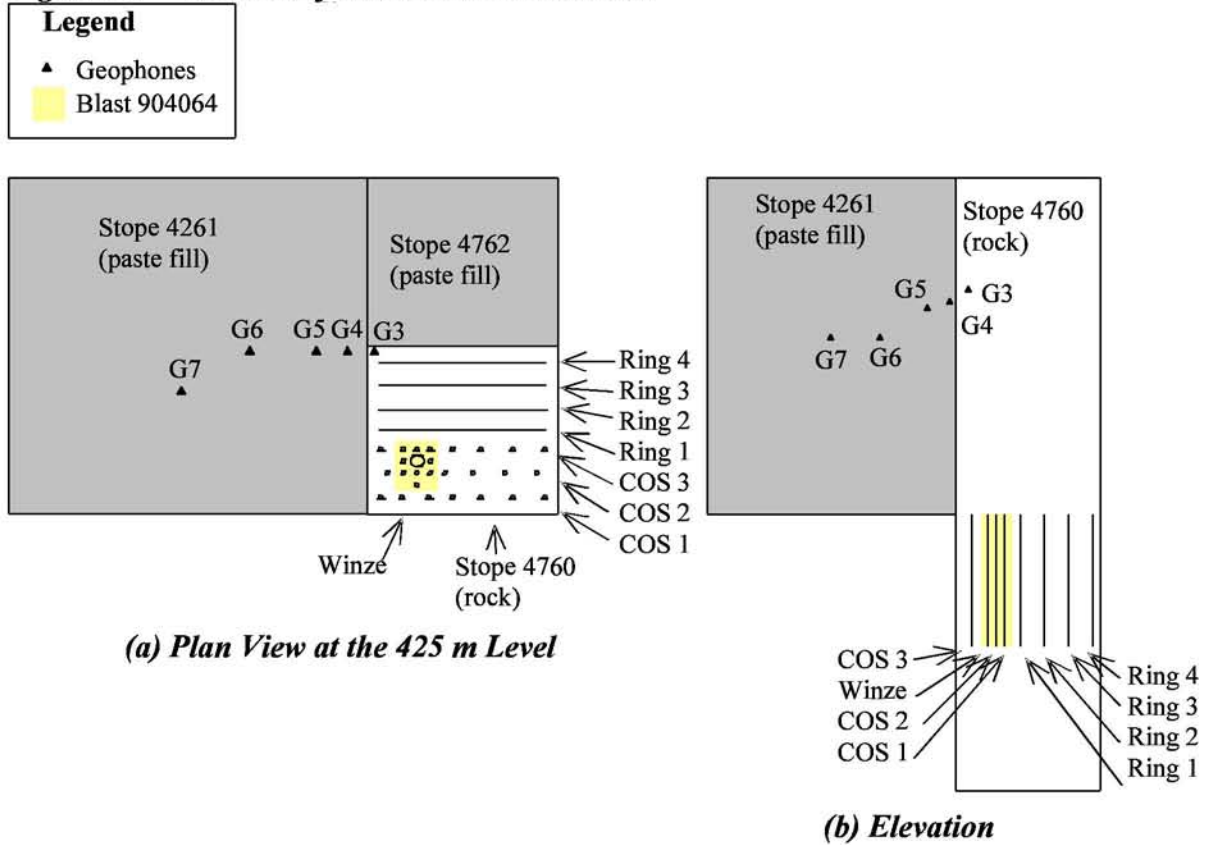 Legend
Geophones
Blast 904064
Stope 4261
(paste fill)
Stope 4762
(paste fill)
G6
G5
G4
G3
G7
Ring 4
Ring 3
Ring 2
Ring 1
COS 3
COS 2
COS 1
Winze
Stope 4760
(rock)
(a) Plan View at the 425 m Level
Stope 4261
(paste fill)
Stope 4760
(rock)
G5
G3
G4
G7
G6
COS 3
Winze
COS 2
COS 1
Ring 4
Ring 3
Ring 2
Ring 1
(b) Elevation